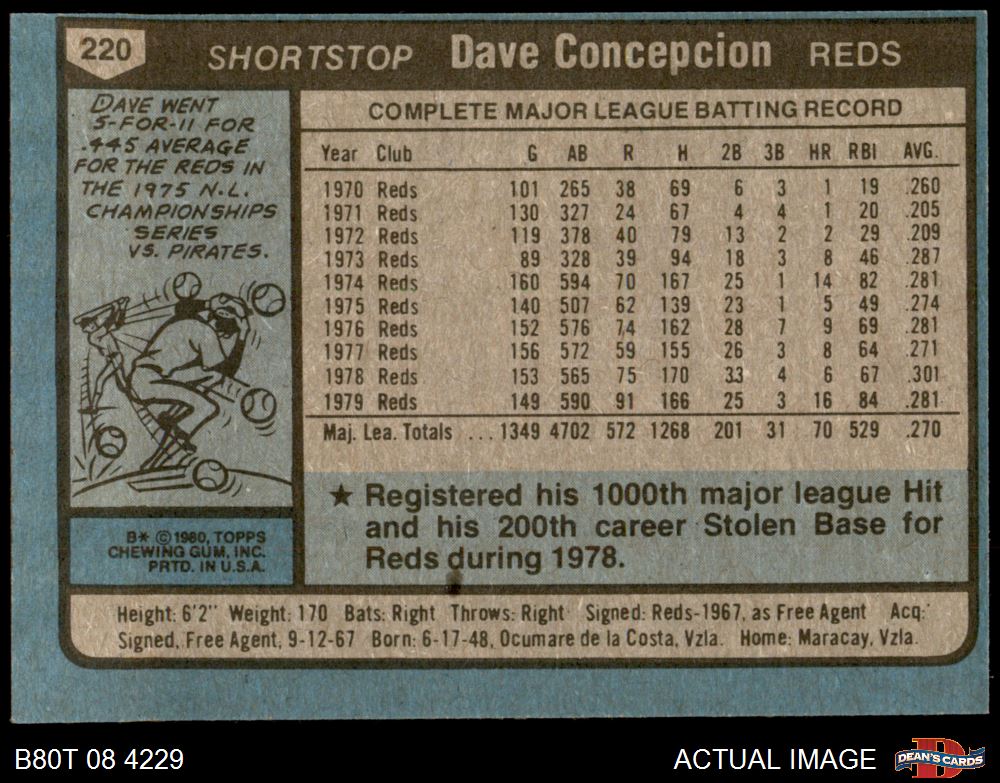 220
SHORTSTOP Dave Concepcion REDS
DAVE WENT
5-FOR-11 FOR
.445 AVERAGE
FOR THE REDS IN
THE 1975 N.L.
CHAMPIONSHIPS
SERIES
VS. PIRATES.
B* ©1980, TOPPS
CHEWING GUM, INC.
PRTD. IN U.S.A.
COMPLETE MAJOR LEAGUE BATTING RECORD
Year Club G AB R H 2B 3B HR RBI AVG.
1970 Reds 101 265 38 69 6 3 1 19 .260
1971 Reds 130 327 24 67 4 4 1 20 .205
1972 Reds 119 378 40 79 13 2 2 29 .209
1973 Reds 89 328 39 94 18 3 8 46 .287
1974 Reds 160 594 70 167 25 1 14 82 .281
1975 Reds 140 507 62 139 23 1 5 49 .274
1976 Reds 152 576 74 162 28 7 9 69 .281
1977 Reds 156 572 59 155 26 3 8 64 .271
1978 Reds 153 565 75 170 33 4 6 67 .301
1979 Reds 149 590 91 166 25 3 16 84 .281
Maj. Lea. Totals ... 1349 4702 572 1268 201 31 70 529 .270
★ Registered his 1000th major league Hit
and his 200th career Stolen Base for
Reds during 1978.
Height: 6'2" Weight: 170 Bats: Right Throws: Right Signed: Reds-1967, as Free Agent Acq:
Signed, Free Agent, 9-12-67 Born: 6-17-48, Ocumare de la Costa, Vzla. Home: Maracay, Vzla.
B80T 08 4229
ACTUAL IMAGE
D
DEAN'S CARDS